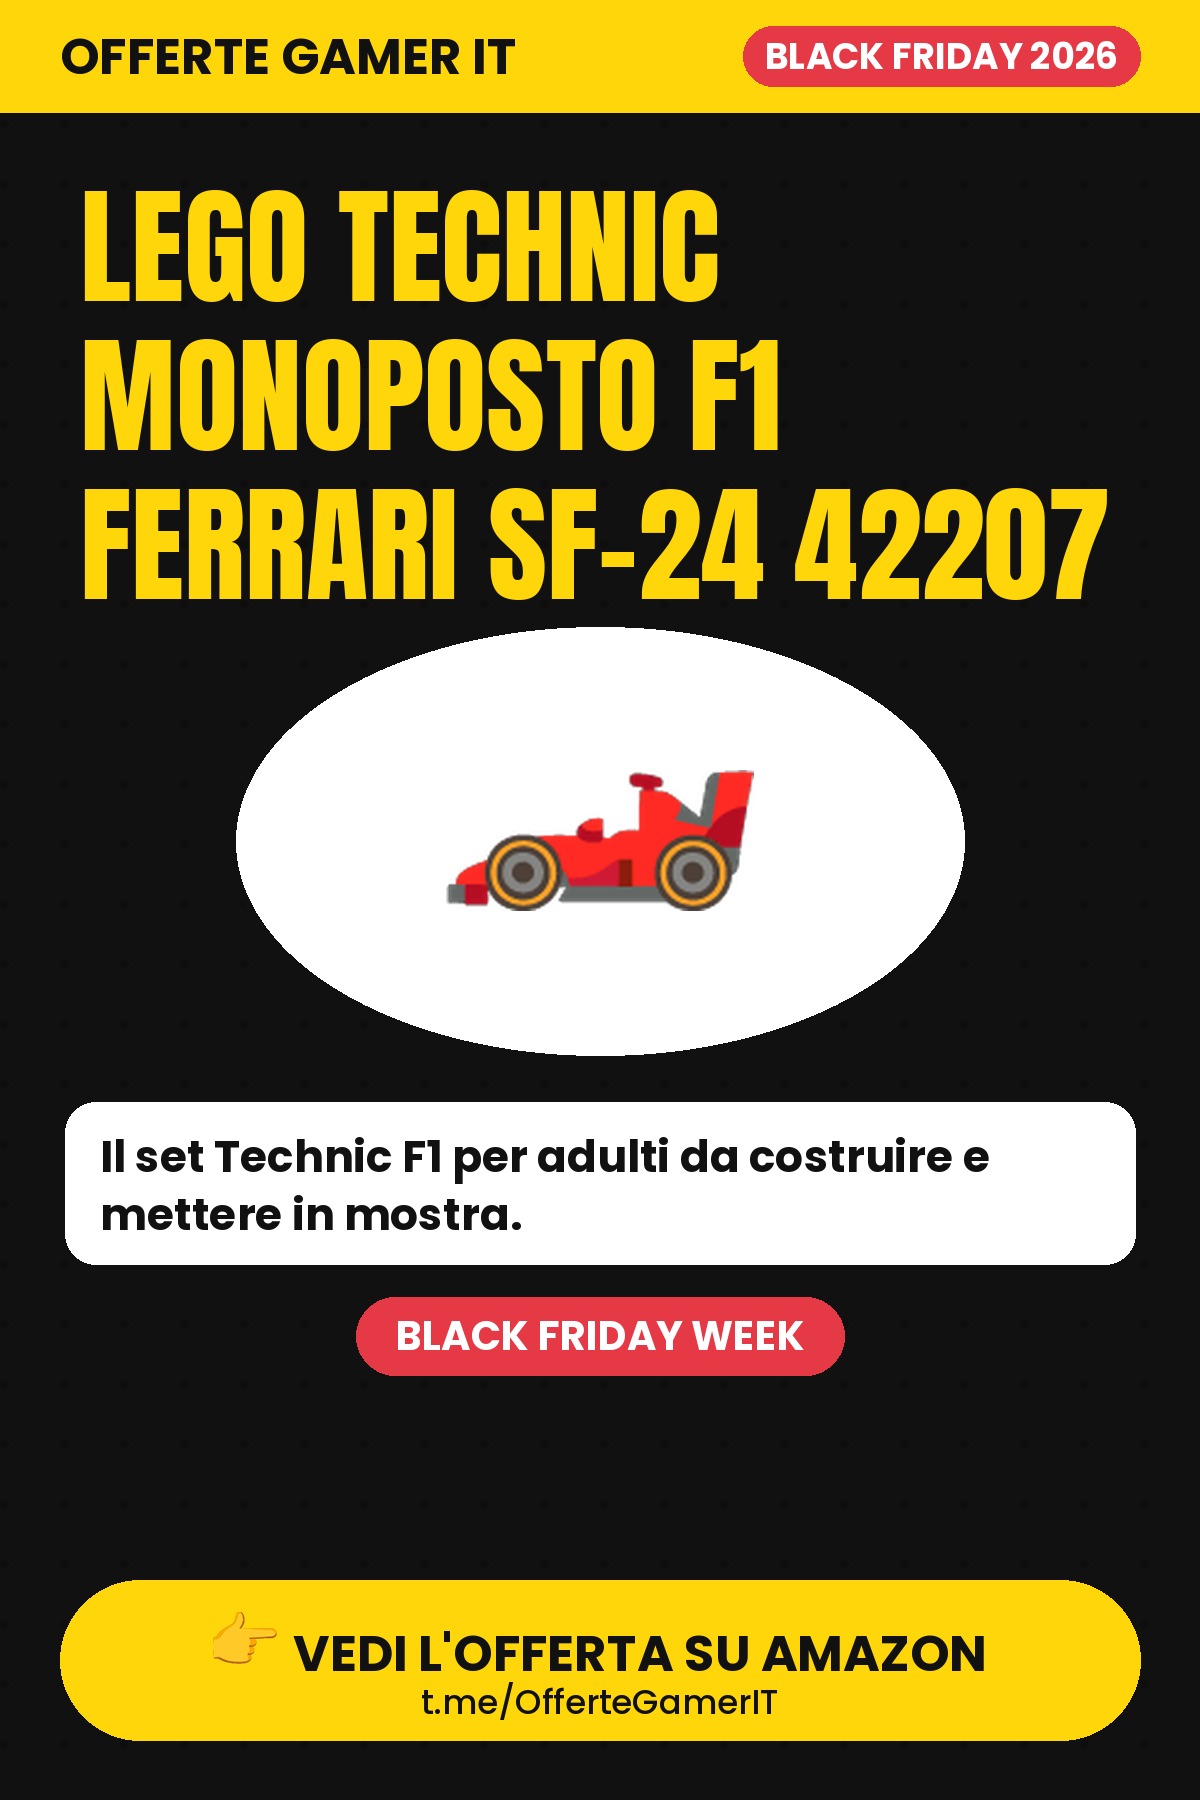 OFFERTE GAMER IT
BLACK FRIDAY 2026
LEGO TECHNIC
MONOPOSTO F1
FERRARI SF-24 42207
Il set Technic F1 per adulti da costruire e
mettere in mostra.
BLACK FRIDAY WEEK
VEDI L'OFFERTA SU AMAZON
t.me/OfferteGamerIT